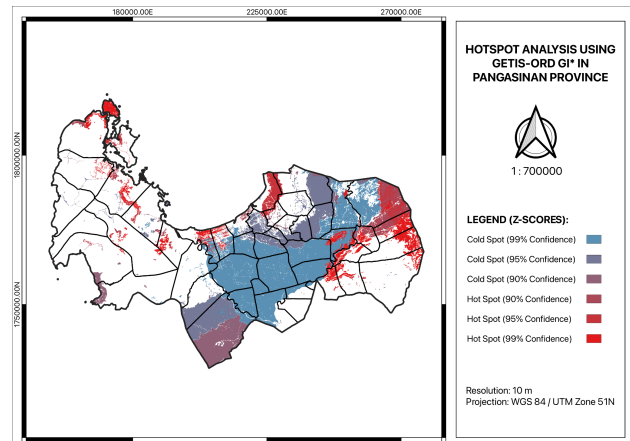 180000.00E 225000.00E 270000.00E
1800000.00N
1750000.00N
HOTSPOT ANALYSIS USING
GETIS-ORD GI* IN
PANGASINAN PROVINCE
1 : 700000
LEGEND (Z-SCORES):
Cold Spot (99% Confidence)
Cold Spot (95% Confidence)
Cold Spot (90% Confidence)
Hot Spot (90% Confidence)
Hot Spot (95% Confidence)
Hot Spot (99% Confidence)
Resolution: 10 m
Projection: WGS 84 / UTM Zone 51N